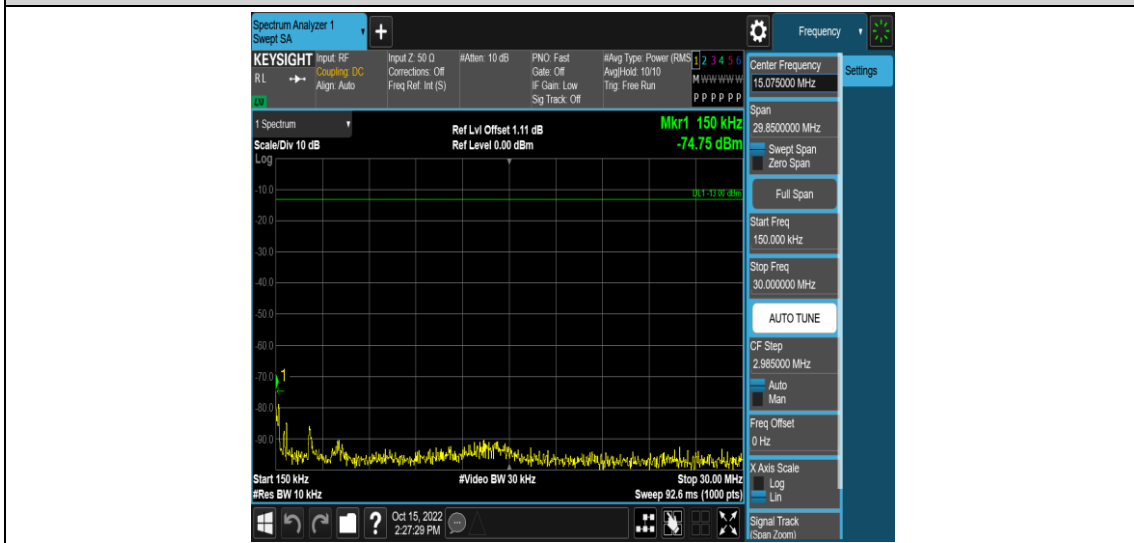 Spectrum Analyzer 1
Swept SA
+
Frequency
KEYSIGHT
RL
LXI
Input: RF
Coupling: DC
Align: Auto
Input Z: 50 Ω
Corrections: Off
Freq Ref: Int (S)
#Atten: 10 dB
PNO: Fast
Gate: Off
IF Gain: Low
Sig Track: Off
#Avg Type: Power (RMS
Avg|Hold: 10/10
Trig: Free Run
1 2 3 4 5 6
M W W W W W
P P P P P P
1 Spectrum
Scale/Div 10 dB
Log
Ref Lvl Offset 1.11 dB
Ref Level 0.00 dBm
Mkr1 150 kHz
-74.75 dBm
DL1 -13.00 dBm
-10.0
-20.0
-30.0
-40.0
-50.0
-60.0
-70.0
-80.0
-90.0
1
Start 150 kHz
#Res BW 10 kHz
#Video BW 30 kHz
Stop 30.00 MHz
Sweep 92.6 ms (1000 pts)
Center Frequency
15.075000 MHz
Settings
Span
29.8500000 MHz
Swept Span
Zero Span
Full Span
Start Freq
150.000 kHz
Stop Freq
30.000000 MHz
AUTO TUNE
CF Step
2.985000 MHz
Auto
Man
Freq Offset
0 Hz
X Axis Scale
Log
Lin
Signal Track
(Span Zoom)
?
Oct 15, 2022
2:27:29 PM